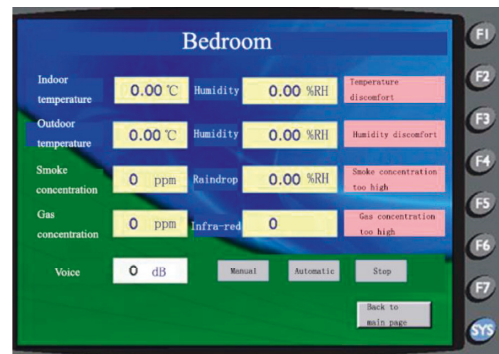 Bedroom
Indoor
temperature
0.00 ℃
Humidity
0.00 %RH
Temperature
discomfort
Outdoor
temperature
0.00 ℃
Humidity
0.00 %RH
Humidity discomfort
Smoke
concentration
0 ppm
Raindrop
0.00 %RH
Smoke concentration
too high
Gas
concentration
0 ppm
Infra-red
0
Gas concentration
too high
Voice
0 dB
Manual
Automatic
Stop
Back to
main page
F1
F2
F3
F4
F5
F6
F7
SYS